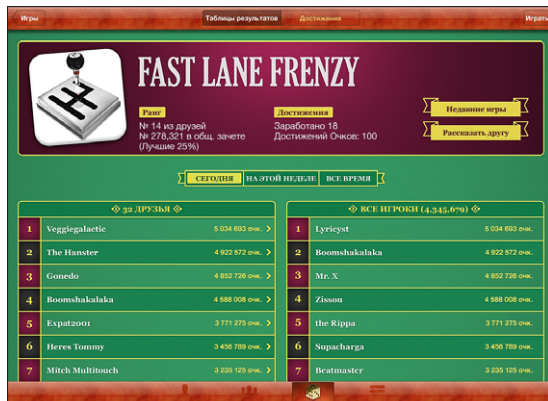 Игры
Таблицы результатов
Достижения
Играть
FAST LANE FRENZY
Ранг
№ 14 из друзей
№ 278,321 в общ. зачете
(Лучшие 25%)
Достижения
Заработано 18
Достижений Очков: 100
Недавние игры
Рассказать другу
СЕГОДНЯ
НА ЭТОЙ НЕДЕЛЕ
ВСЕ ВРЕМЯ
32 ДРУЗЬЯ
1 Veggiegalactic 5 034 693 очк.
2 The Hanster 4 922 572 очк.
3 Gonedo 4 852 726 очк.
4 Boomshakalaka 4 588 008 очк.
5 Expat2001 3 771 275 очк.
6 Heres Tommy 3 456 789 очк.
7 Mitch Multitouch 3 235 125 очк.
ВСЕ ИГРОКИ (4,345,679)
1 Lyricyst 5 034 693 очк.
2 Boomshakalaka 4 922 572 очк.
3 Mr. X 4 852 726 очк.
4 Zissou 4 588 008 очк.
5 the Rippa 3 771 275 очк.
6 Supacharga 3 456 789 очк.
7 Beatmaster 3 235 125 очк.